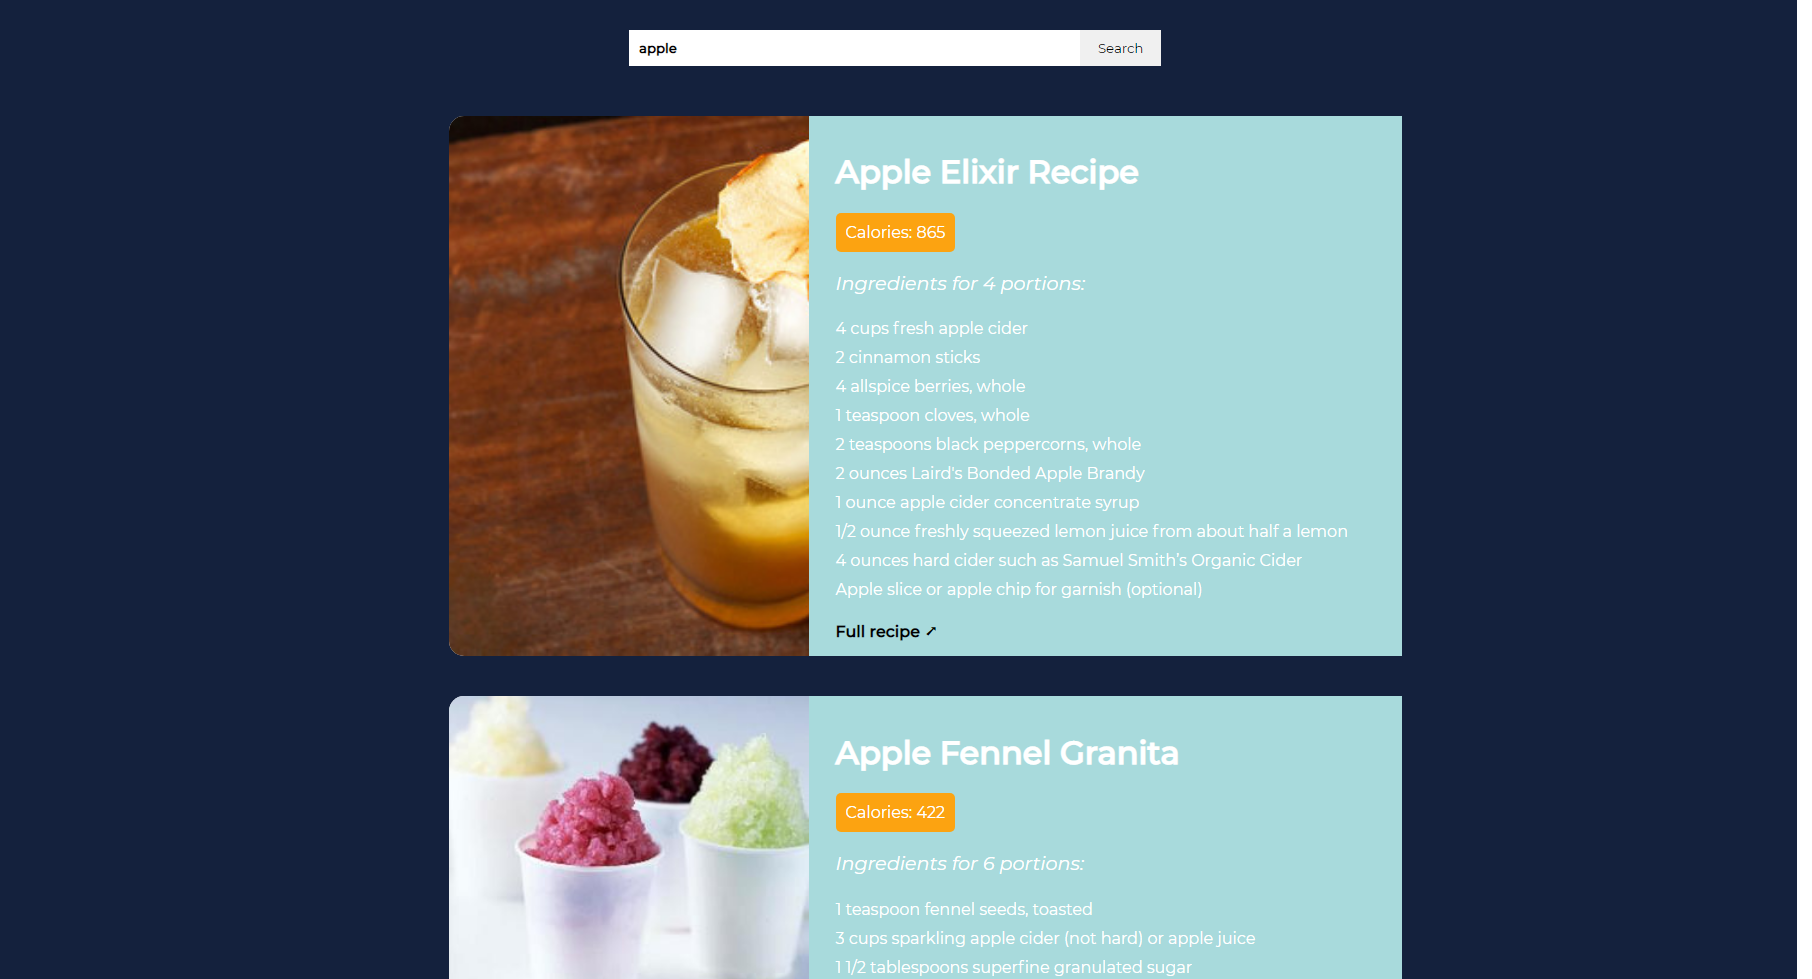 apple
Search
Apple Elixir Recipe
Calories: 865
Ingredients for 4 portions:
4 cups fresh apple cider
2 cinnamon sticks
4 allspice berries, whole
1 teaspoon cloves, whole
2 teaspoons black peppercorns, whole
2 ounces Laird's Bonded Apple Brandy
1 ounce apple cider concentrate syrup
1/2 ounce freshly squeezed lemon juice from about half a lemon
4 ounces hard cider such as Samuel Smith’s Organic Cider
Apple slice or apple chip for garnish (optional)
Full recipe ➚
Apple Fennel Granita
Calories: 422
Ingredients for 6 portions:
1 teaspoon fennel seeds, toasted
3 cups sparkling apple cider (not hard) or apple juice
1 1/2 tablespoons superfine granulated sugar